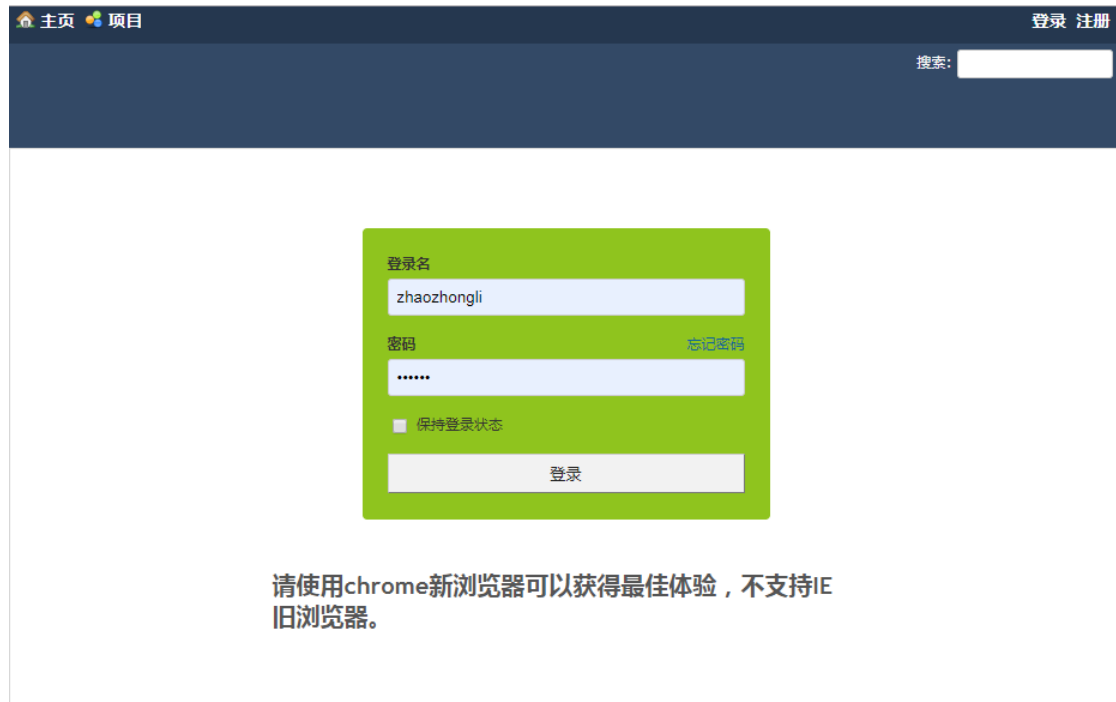 主页 项目 登录 注册
搜索:
登录名
zhaozhongli
密码 忘记密码
••••••
保持登录状态
登录
请使用chrome新浏览器可以获得最佳体验，不支持IE
旧浏览器。